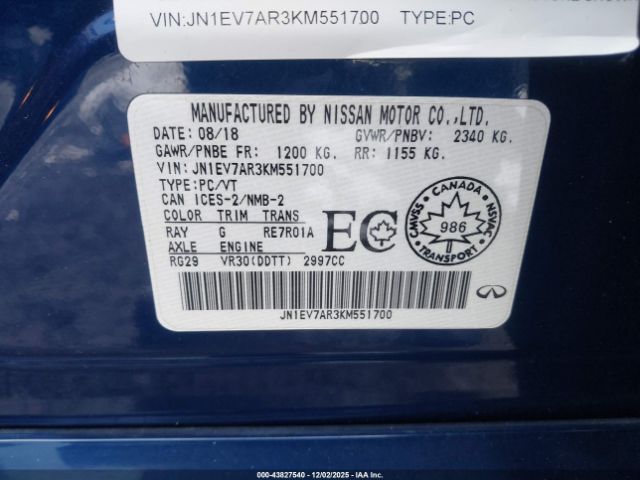 VIN:JN1EV7AR3KM551700 TYPE:PC
MANUFACTURED BY NISSAN MOTOR CO.,LTD.
DATE: 08/18 GVWR/PNBV: 2340 KG.
GAWR/PNBE FR: 1200 KG. RR: 1155 KG.
VIN: JN1EV7AR3KM551700
TYPE:PC/VT
CAN ICES-2/NMB-2
COLOR TRIM TRANS
RAY G RE7R01A
AXLE ENGINE
RG29 VR30(DDTT) 2997CC
EC
CANADA
CMVSS 986 NSVAC
TRANSPORT
JN1EV7AR3KM551700
000-43827540 - 12/02/2025 - IAA, Inc.